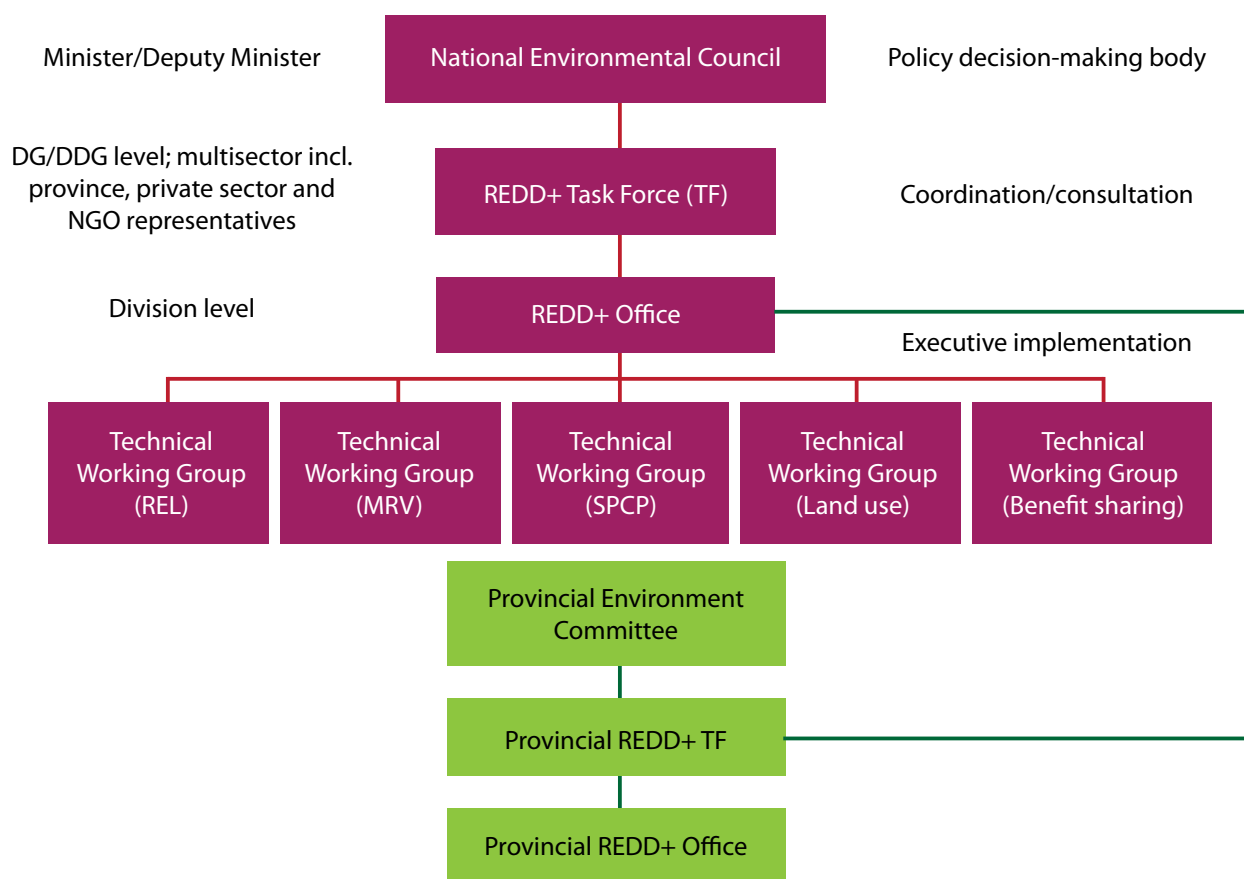 Minister/Deputy Minister
National Environmental Council
Policy decision-making body
DG/DDG level; multisector incl.
province, private sector and
NGO representatives
REDD+ Task Force (TF)
Coordination/consultation
Division level
REDD+ Office
Executive implementation
Technical
Working Group
(REL)
Technical
Working Group
(MRV)
Technical
Working Group
(SPCP)
Technical
Working Group
(Land use)
Technical
Working Group
(Benefit sharing)
Provincial Environment
Committee
Provincial REDD+ TF
Provincial REDD+ Office